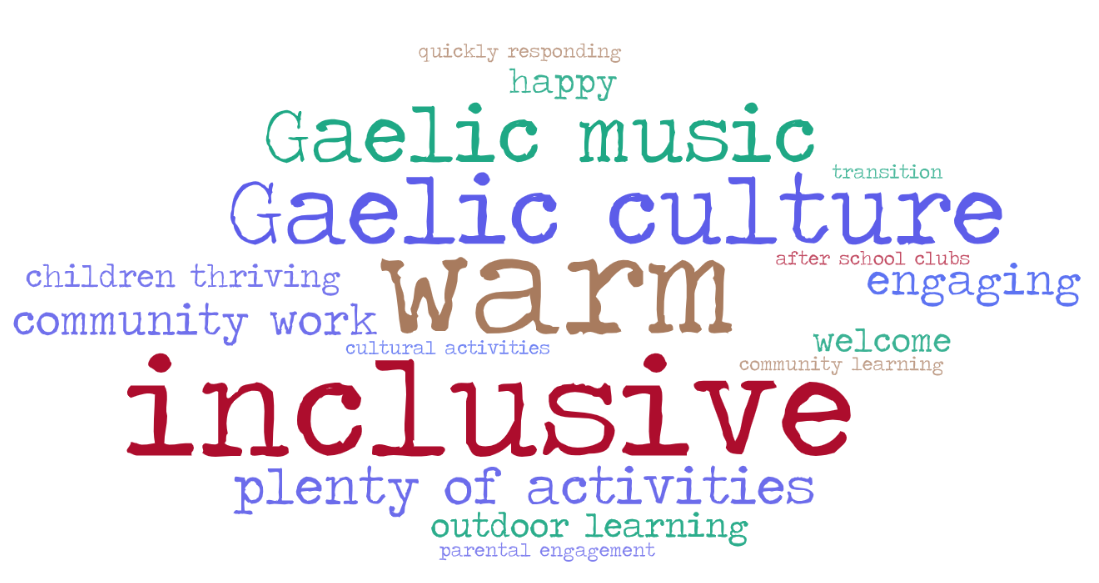 quickly responding
happy
Gaelic music
transition
Gaelic culture
after school clubs
children thriving
warm
engaging
community work
welcome
cultural activities
community learning
inclusive
plenty of activities
outdoor learning
parental engagement